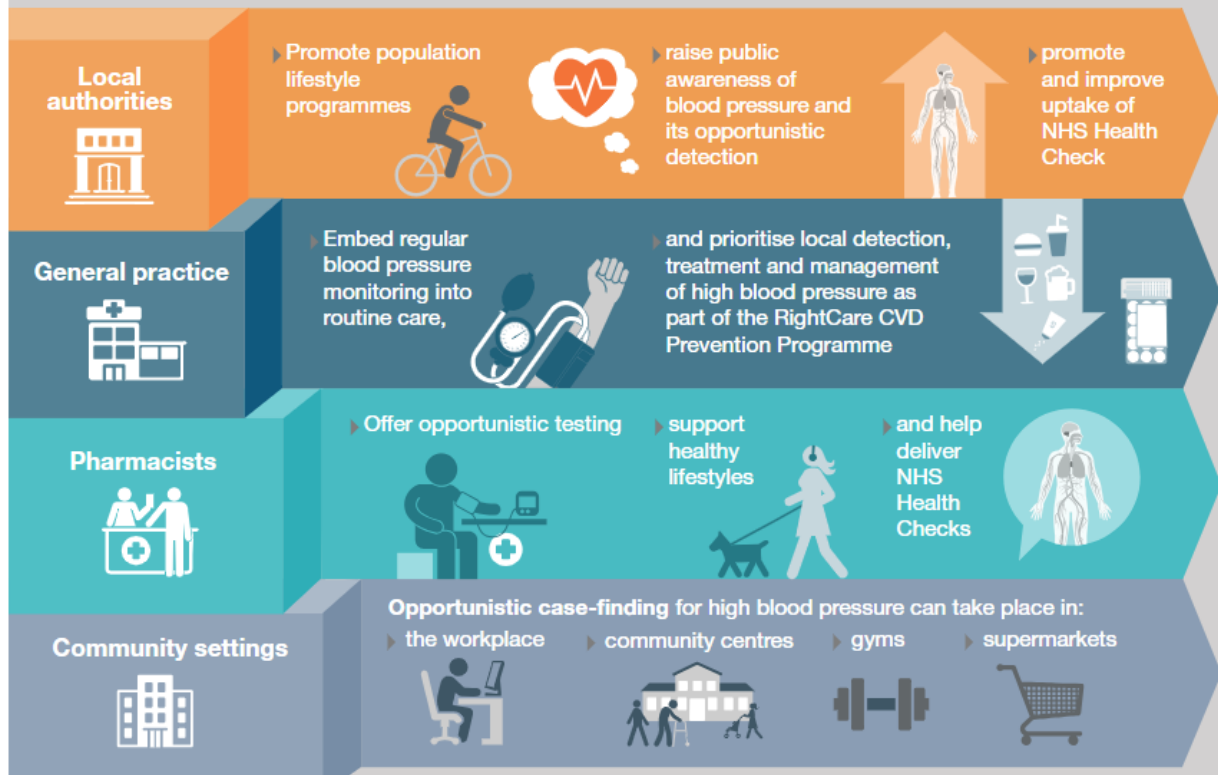 Local
authorities
Promote population
lifestyle
programmes
raise public
awareness of
blood pressure and
its opportunistic
detection
promote
and improve
uptake of
NHS Health
Check
General practice
Embed regular
blood pressure
monitoring into
routine care,
and prioritise local detection,
treatment and management
of high blood pressure as
part of the RightCare CVD
Prevention Programme
Pharmacists
Offer opportunistic testing
support
healthy
lifestyles
and help
deliver
NHS
Health
Checks
Community settings
Opportunistic case-finding for high blood pressure can take place in:
the workplace
community centres
gyms
supermarkets